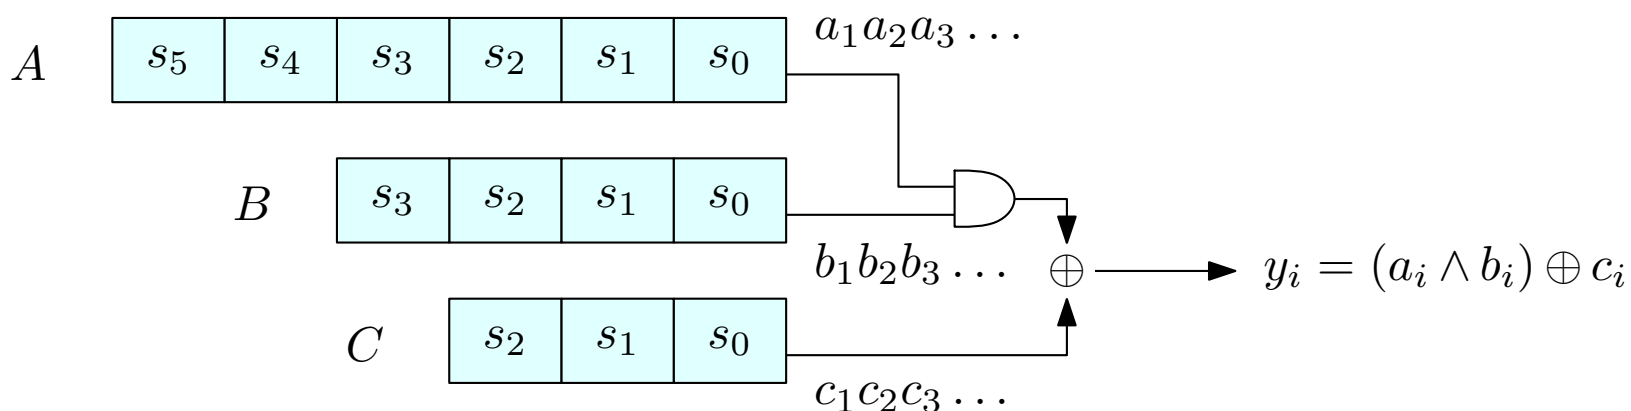 A s₅ s₄ s₃ s₂ s₁ s₀ a₁a₂a₃ …
B s₃ s₂ s₁ s₀
b₁b₂b₃ … ⊕ yᵢ = (aᵢ ∧ bᵢ) ⊕ cᵢ
C s₂ s₁ s₀
c₁c₂c₃ …